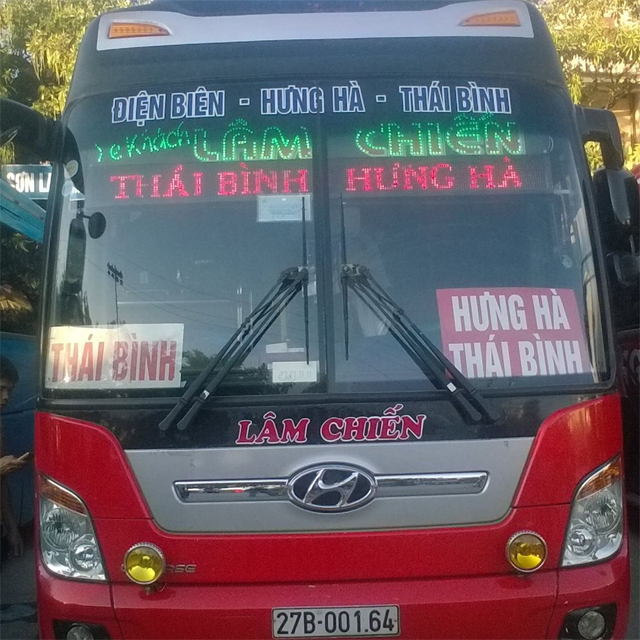 ĐIỆN BIÊN - HƯNG HÀ - THÁI BÌNH
Xe Khách LÂM CHIẾN
THÁI BÌNH HƯNG HÀ
SƠN LA
THÁI BÌNH
HƯNG HÀ
THÁI BÌNH
LÂM CHIẾN
27B-001.64